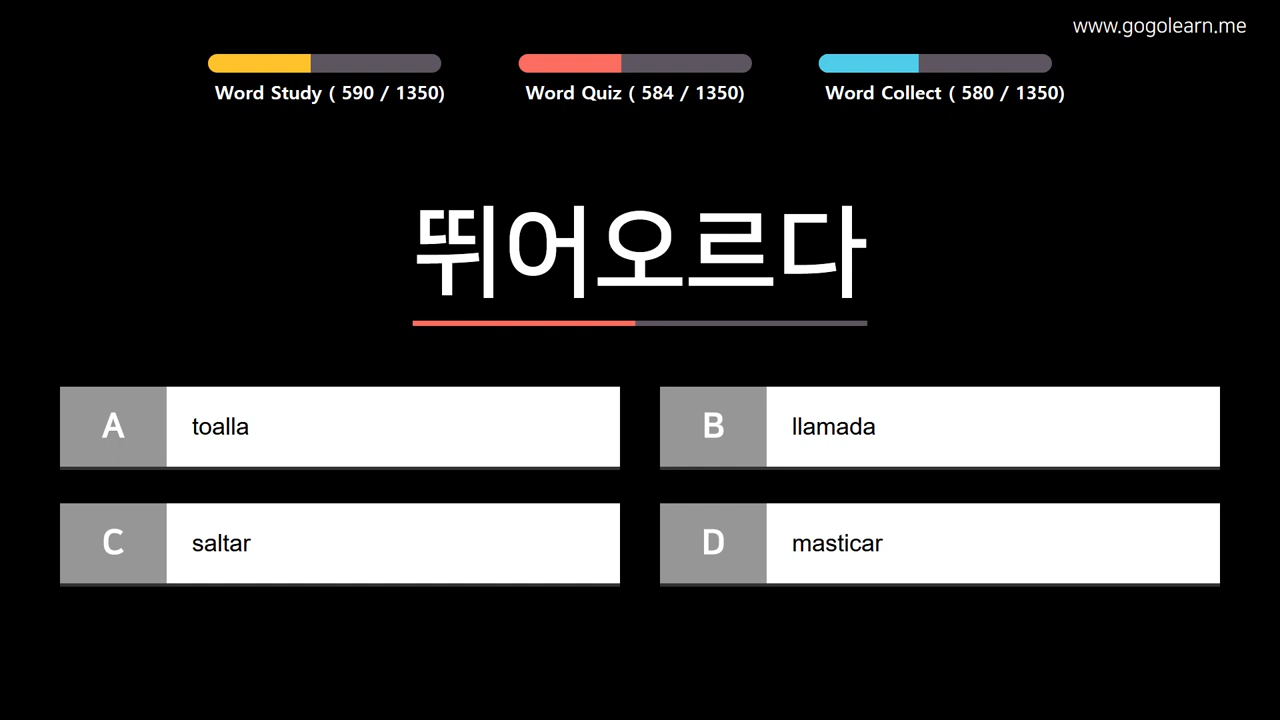 www.gogolearn.me
Word Study ( 590 / 1350)
Word Quiz ( 584 / 1350)
Word Collect ( 580 / 1350)
뛰어오르다
A toalla
B llamada
C saltar
D masticar